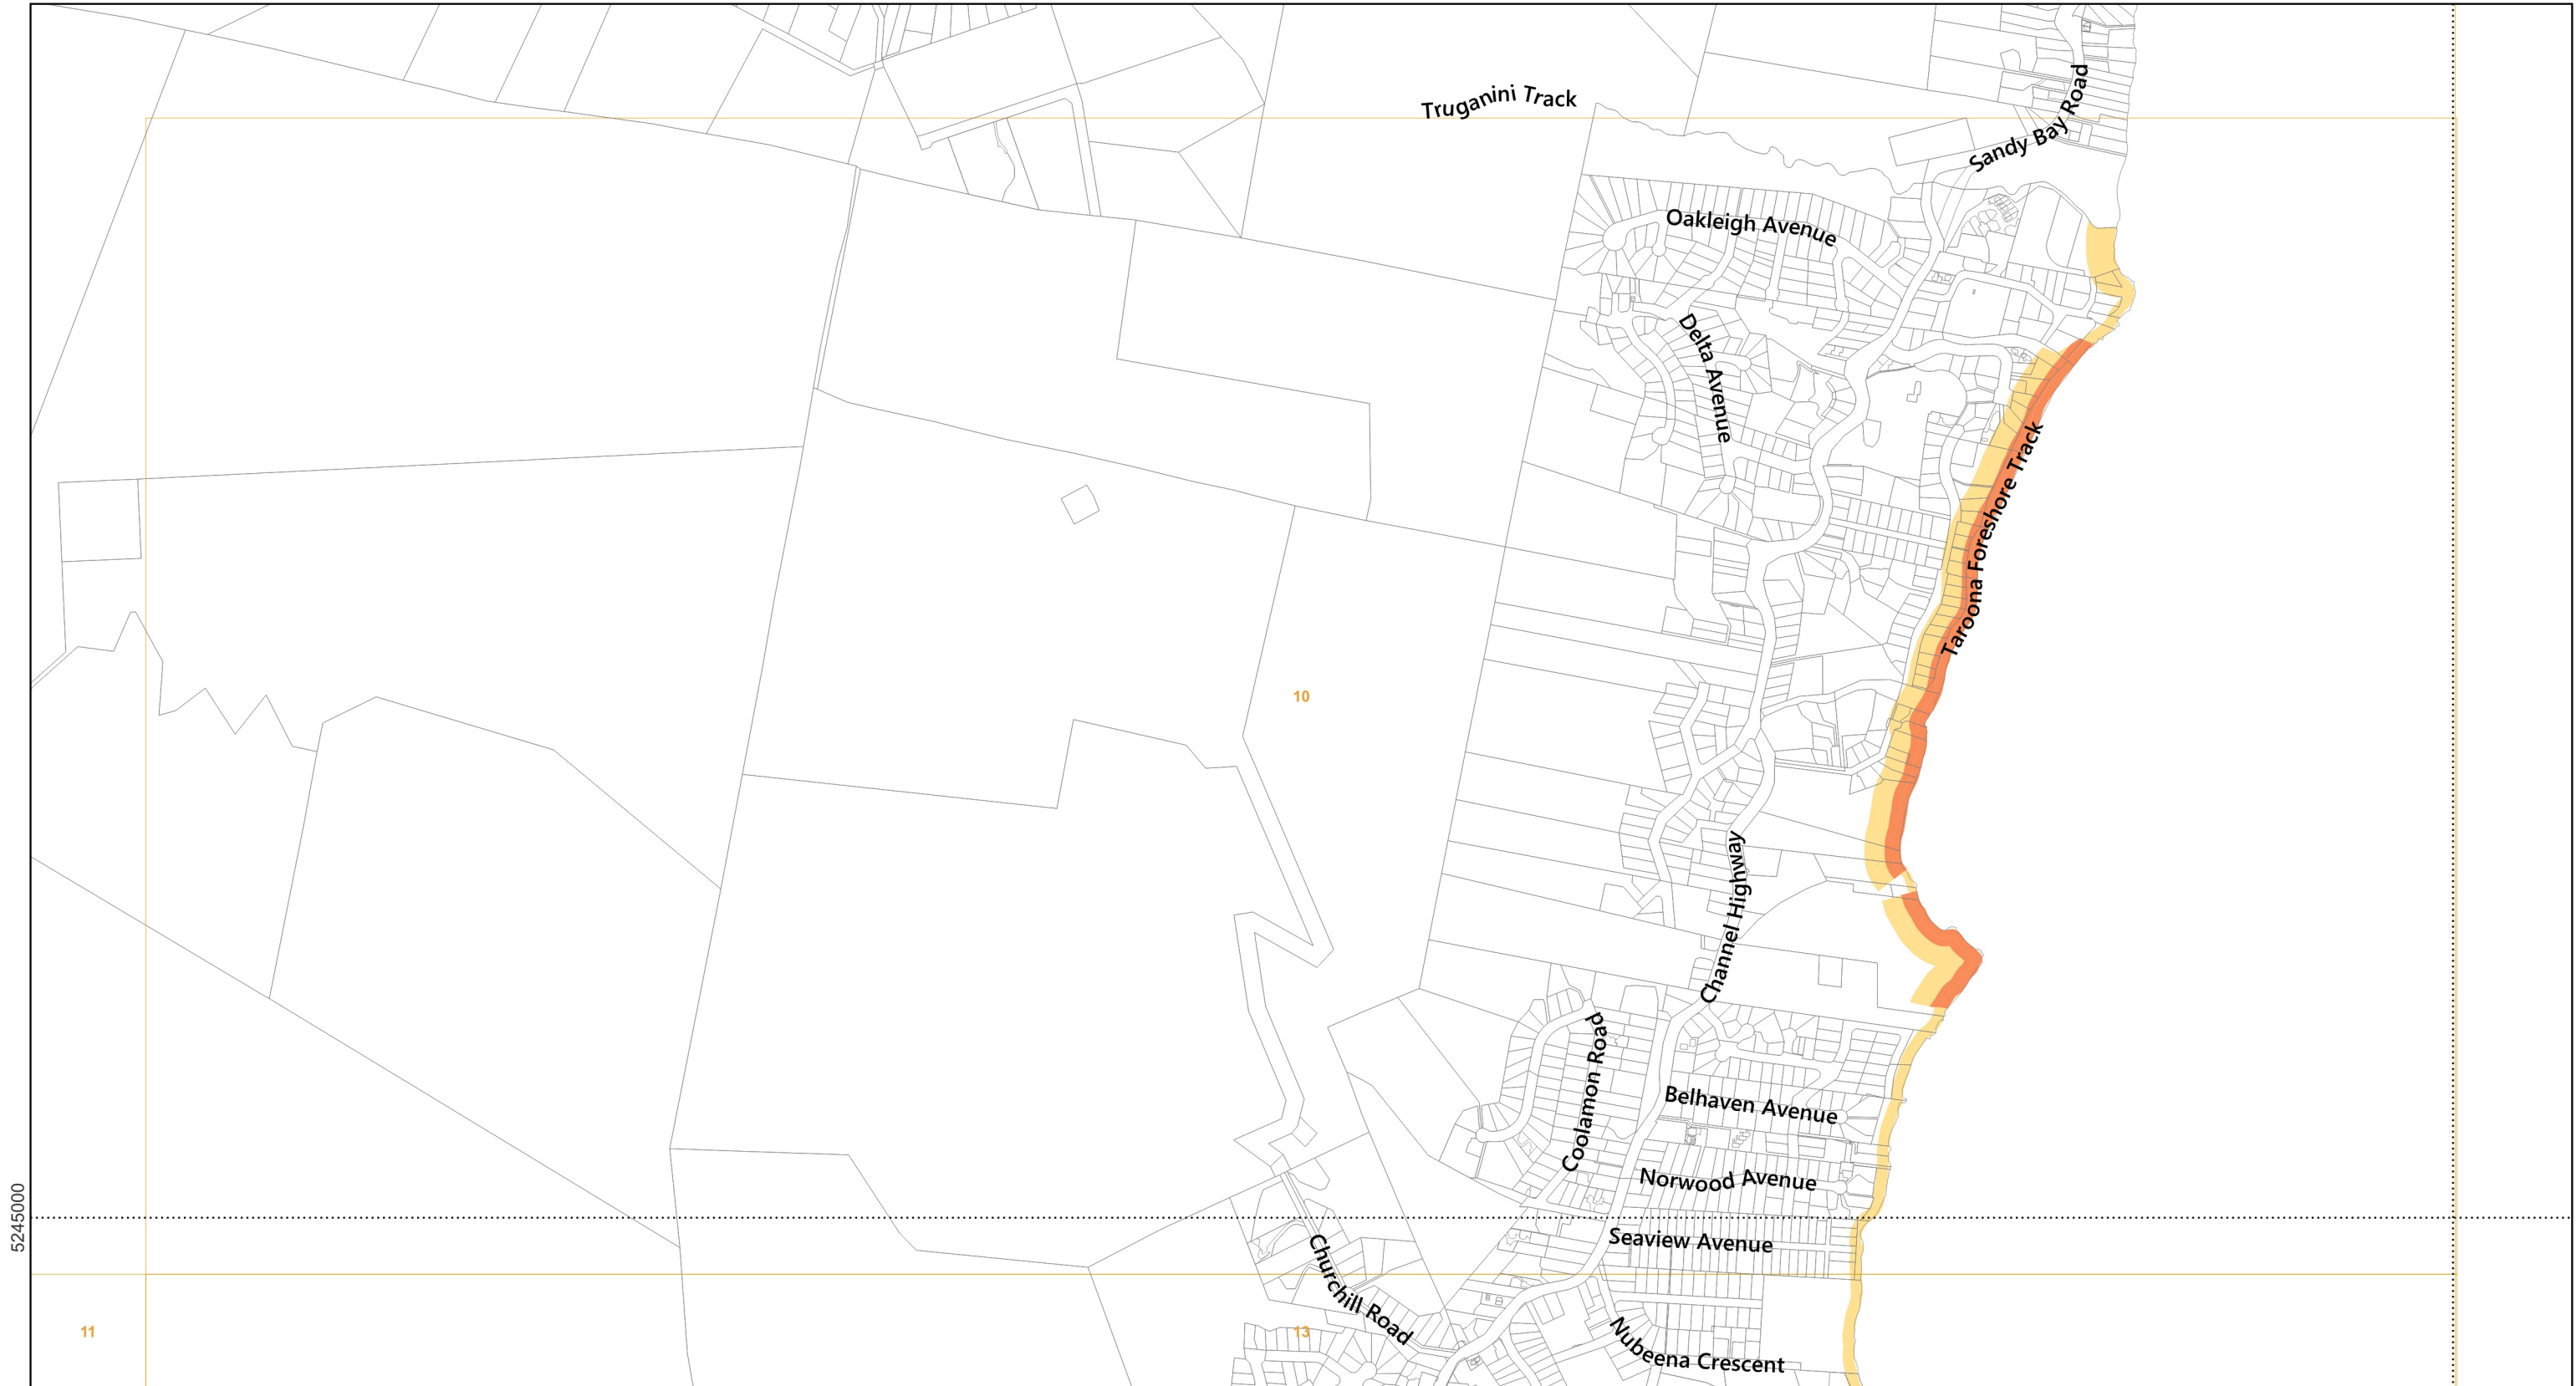 Truganini Track
Sandy Bay Road
Oakleigh Avenue
Delta Avenue
Taroona Foreshore Track
10
Channel Highway
Coolamon Road
Belhaven Avenue
Norwood Avenue
5245000
Seaview Avenue
Churchill Road
11
13
Nubeena Crescent